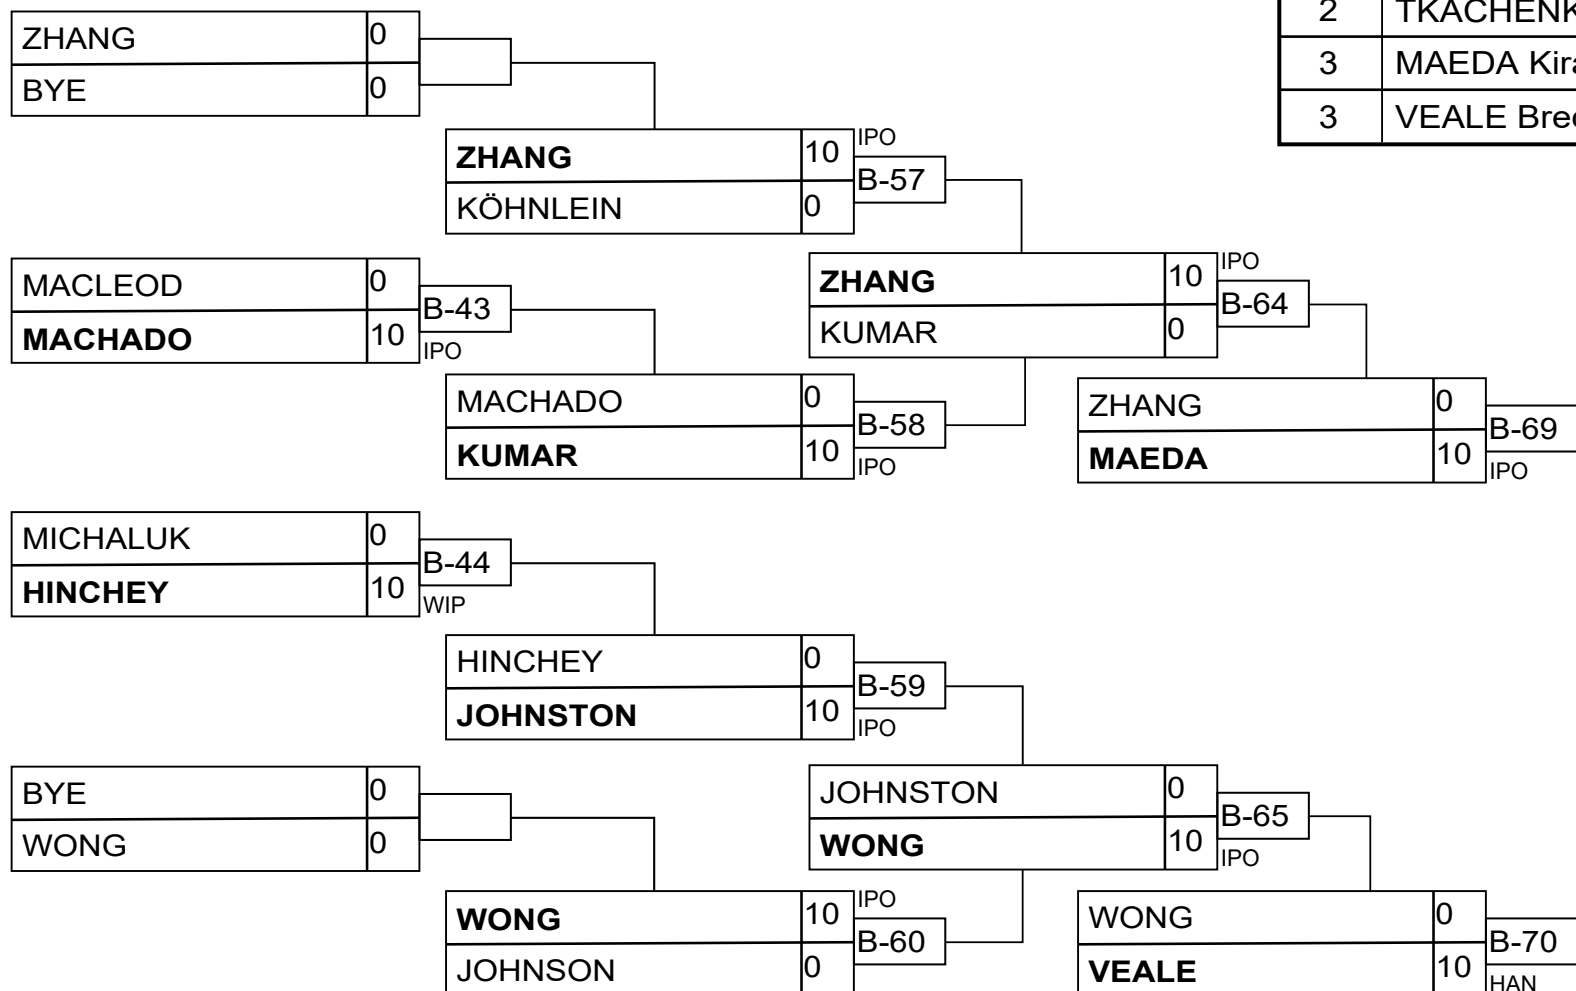 2
3 MAEDA
3 VEALE
ZHANG 0
BYE 0
ZHANG 10 IPO
KÖHNLEIN 0 B-57
MACLEOD 0
MACHADO 10 B-43
IPO
ZHANG 10 IPO
KUMAR 0 B-64
MACHADO 0
KUMAR 10 B-58
IPO
ZHANG 0
MAEDA 10 B-69
IPO
MICHALUK 0
HINCHEY 10 B-44
WIP
HINCHEY 0
JOHNSTON 10 B-59
IPO
BYE 0
WONG 0
JOHNSTON 0
WONG 10 B-65
IPO
WONG 10 IPO
JOHNSON 0 B-60
WONG 0
VEALE 10 B-70
HAN